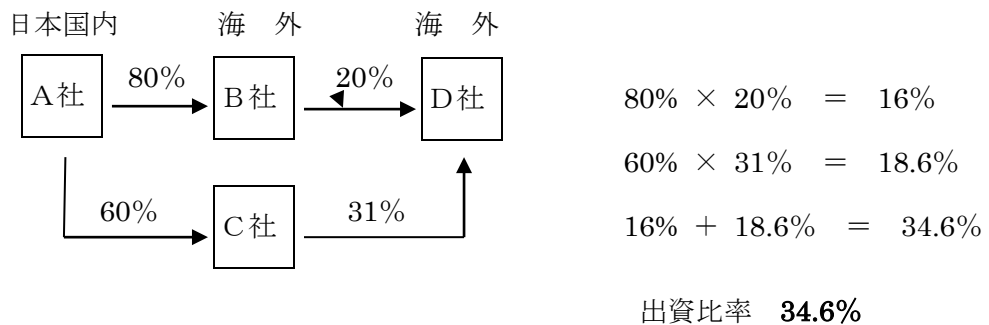 日本国内 海 外 海 外
80% 20%
A社 B社 D社
80% × 20% = 16%
60% × 31% = 18.6%
60% 31%
C社
16% + 18.6% = 34.6%
出資比率 34.6%